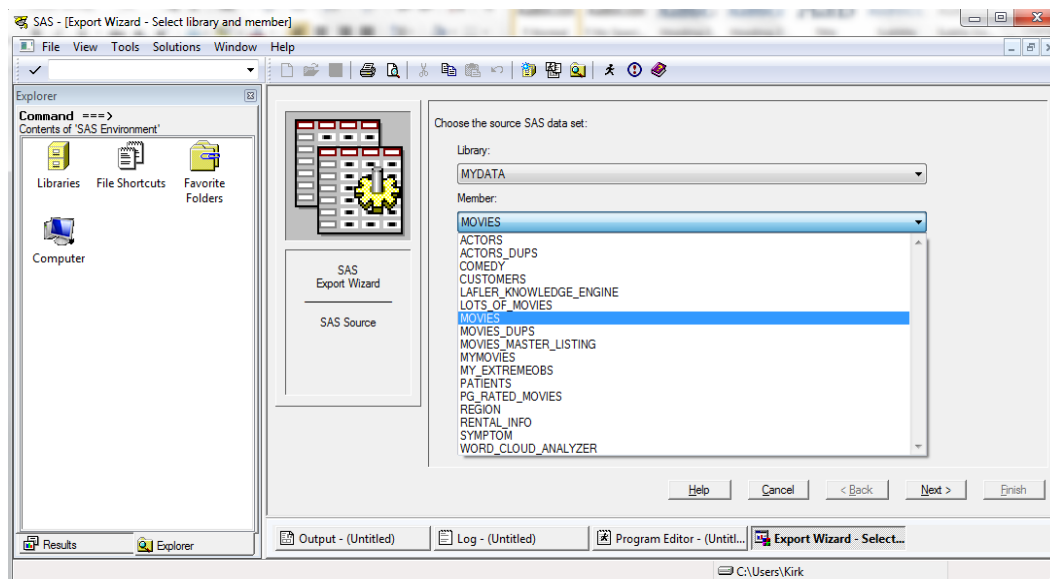 SAS - [Export Wizard - Select library and member]
File View Tools Solutions Window Help
Explorer
Command ===>
Contents of 'SAS Environment'
Libraries File Shortcuts Favorite Folders
Computer
SAS
Export Wizard
SAS Source
Choose the source SAS data set:
Library:
MYDATA
Member:
MOVIES
ACTORS
ACTORS_DUPS
COMEDY
CUSTOMERS
LAFLER_KNOWLEDGE_ENGINE
LOTS_OF_MOVIES
MOVIES
MOVIES_DUPS
MOVIES_MASTER_LISTING
MYMOVIES
MY_EXTREMEOBS
PATIENTS
PG_RATED_MOVIES
REGION
RENTAL_INFO
SYMPTOM
WORD_CLOUD_ANALYZER
Help Cancel < Back Next > Finish
Results Explorer
Output - (Untitled) Log - (Untitled) Program Editor - (Untitl... Export Wizard - Select...
C:\Users\Kirk